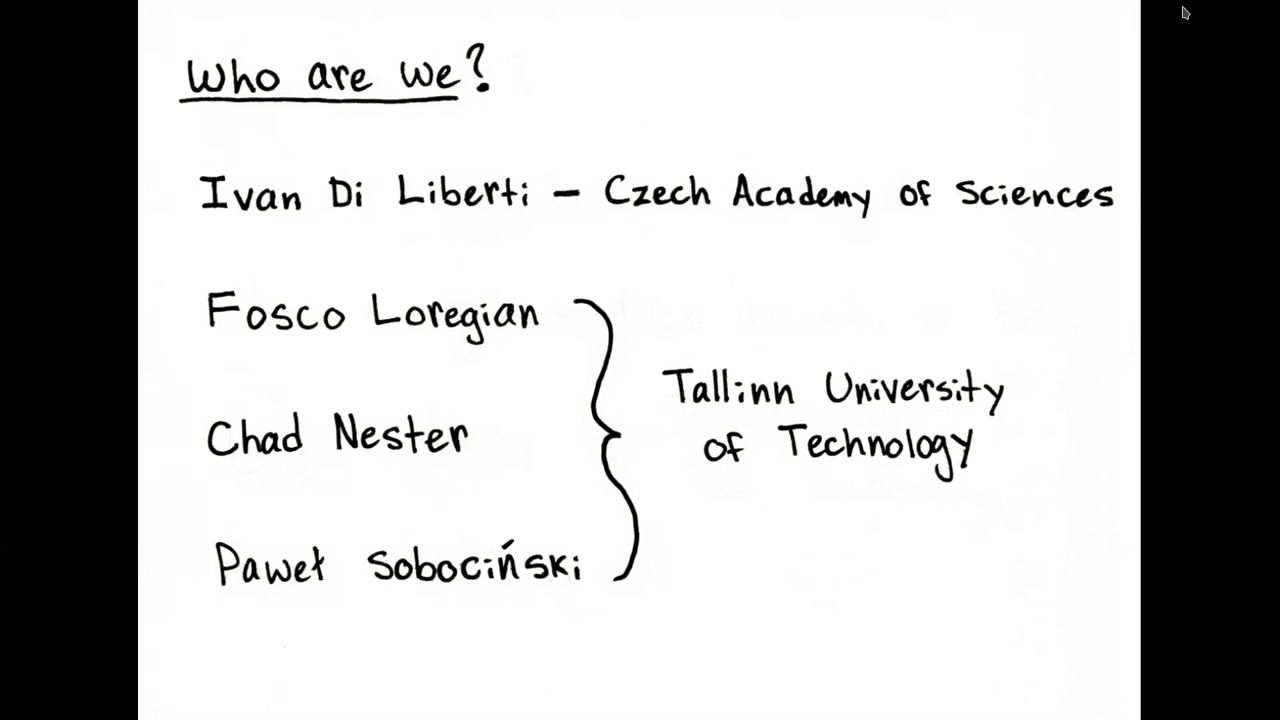 Who are we?
Ivan Di Liberti – Czech Academy of Sciences
Fosco Loregian
Chad Nester
Paweł Sobociński
Tallinn University
of Technology